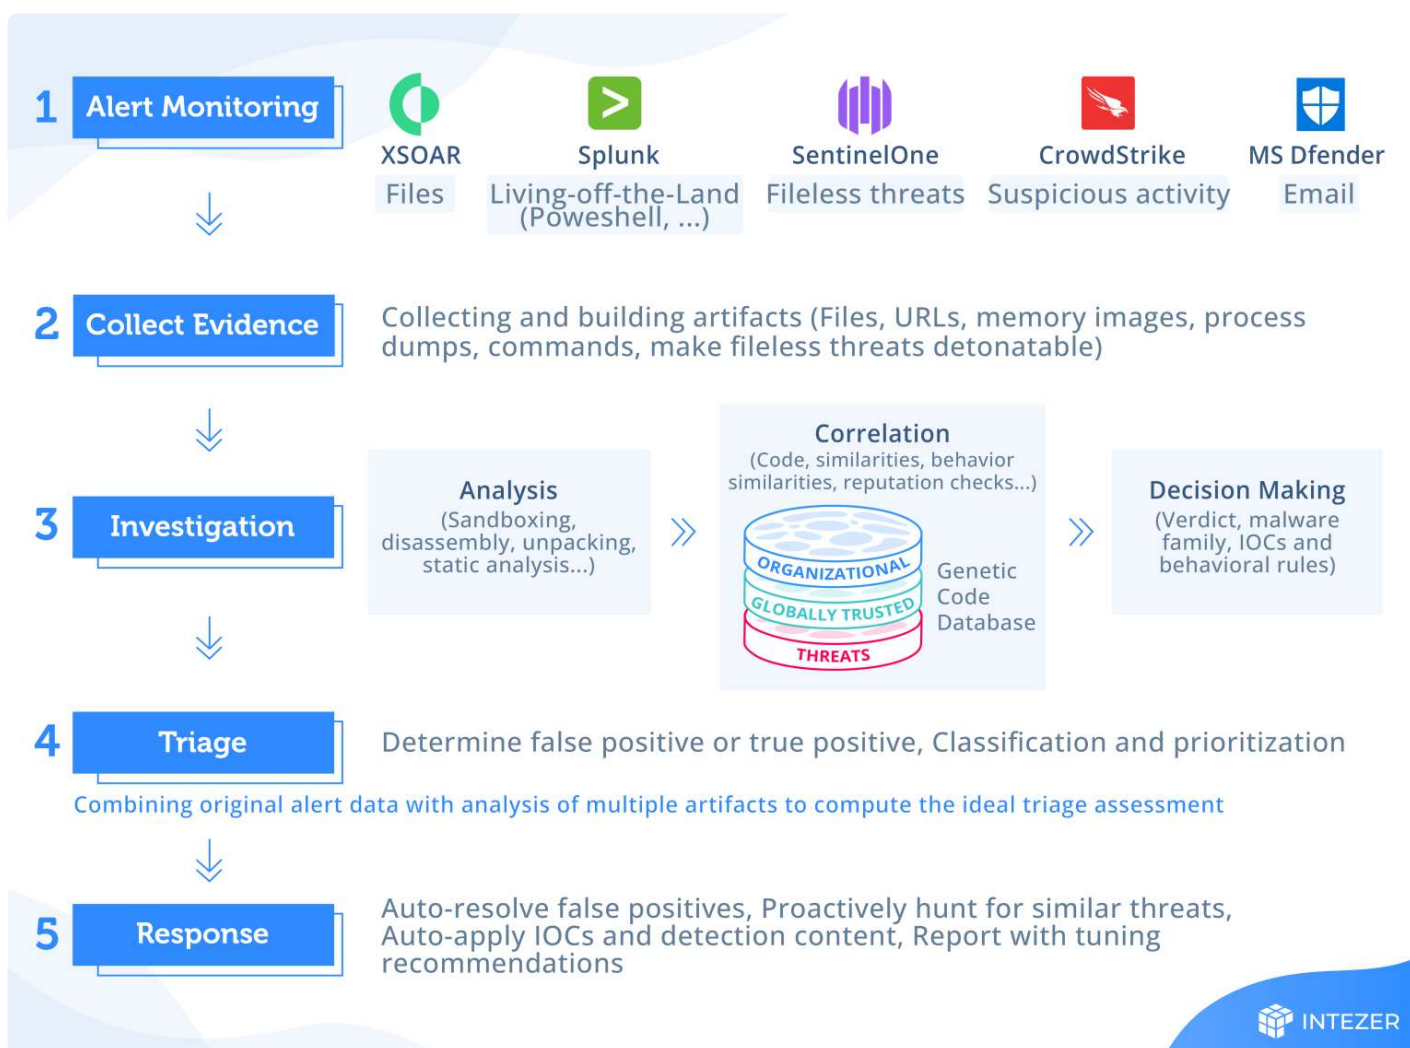 1 Alert Monitoring
XSOAR Splunk SentinelOne CrowdStrike MS Dfender
Files Living-off-the-Land Fileless threats Suspicious activity Email
(Poweshell, ...)
2 Collect Evidence
Collecting and building artifacts (Files, URLs, memory images, process
dumps, commands, make fileless threats detonatable)
3 Investigation
Analysis
(Sandboxing,
disassembly, unpacking,
static analysis...)
Correlation
(Code, similarities, behavior
similarities, reputation checks...)
ORGANIZATIONAL
GLOBALLY TRUSTED
THREATS
Genetic
Code
Database
Decision Making
(Verdict, malware
family, IOCs and
behavioral rules)
4 Triage
Determine false positive or true positive, Classification and prioritization
Combining original alert data with analysis of multiple artifacts to compute the ideal triage assessment
5 Response
Auto-resolve false positives, Proactively hunt for similar threats,
Auto-apply IOCs and detection content, Report with tuning
recommendations
INTEZER